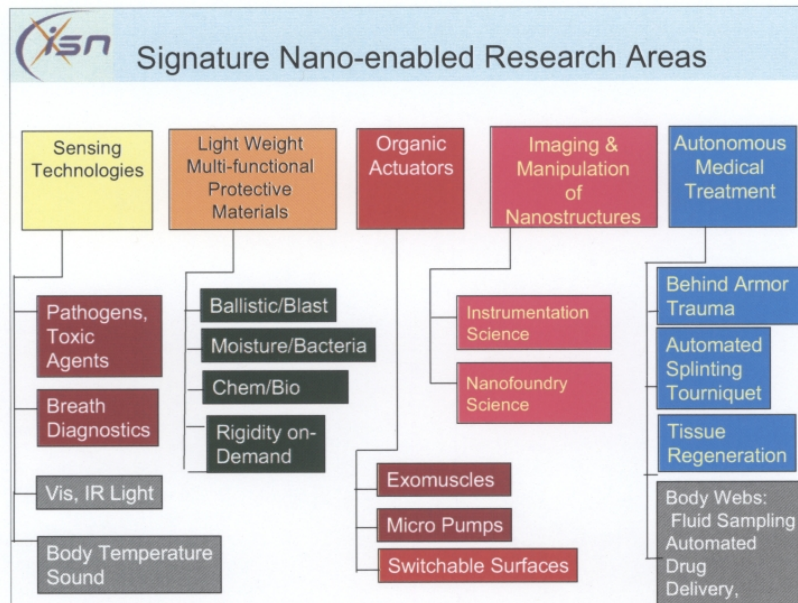 isn
Signature Nano-enabled Research Areas
Sensing
Technologies
Light Weight
Multi-functional
Protective
Materials
Organic
Actuators
Imaging &
Manipulation
of
Nanostructures
Autonomous
Medical
Treatment
Pathogens,
Toxic
Agents
Breath
Diagnostics
Vis, IR Light
Body Temperature
Sound
Ballistic/Blast
Moisture/Bacteria
Chem/Bio
Rigidity on-
Demand
Exomuscles
Micro Pumps
Switchable Surfaces
Instrumentation
Science
Nanofoundry
Science
Behind Armor
Trauma
Automated
Splinting
Tourniquet
Tissue
Regeneration
Body Webs:
Fluid Sampling
Automated
Drug
Delivery,